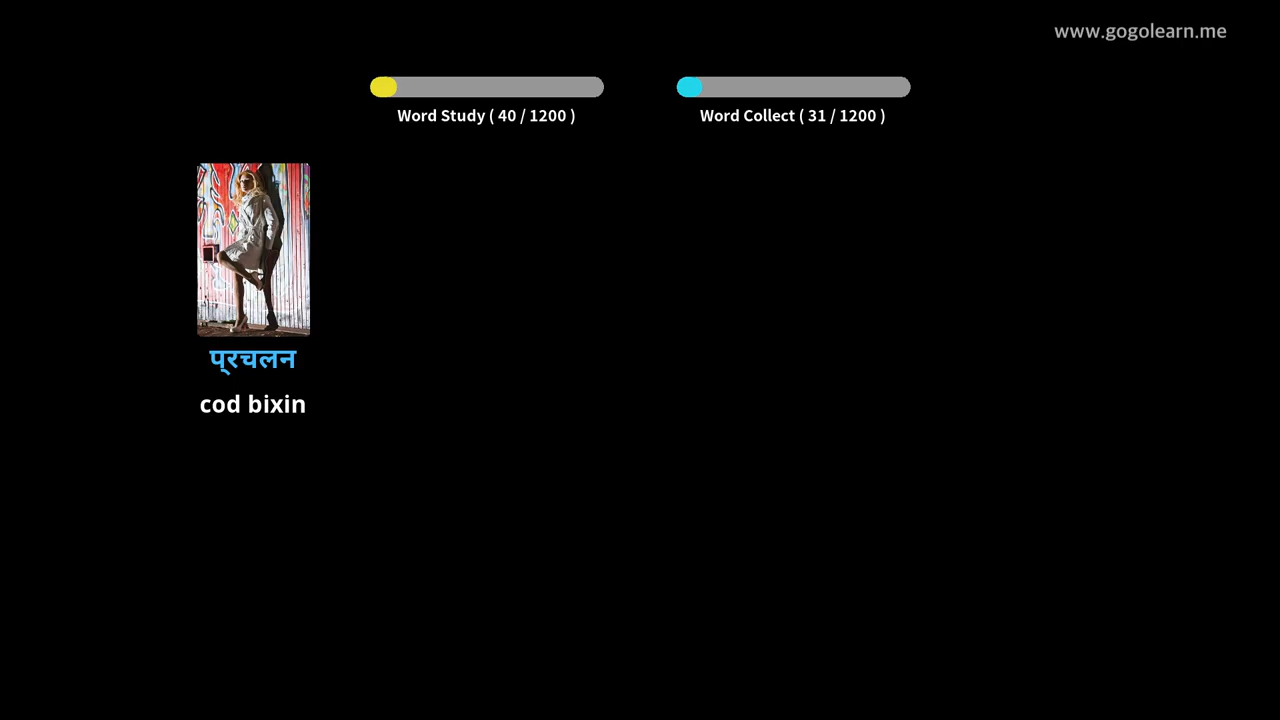 www.gogolearn.me
Word Study ( 40 / 1200 )
Word Collect ( 31 / 1200 )
प्रचलन
cod bixin